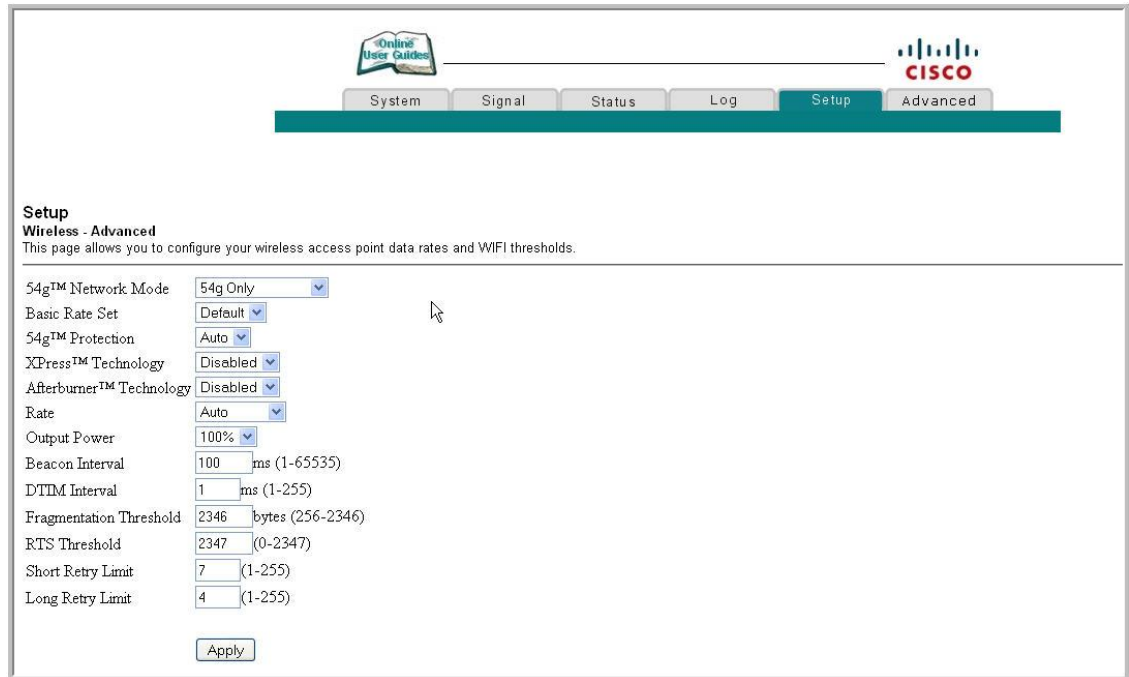 Online
User Guides
CISCO
System Signal Status Log Setup Advanced
Setup
Wireless - Advanced
This page allows you to configure your wireless access point data rates and WIFI thresholds.
54g™ Network Mode 54g Only
Basic Rate Set Default
54g™ Protection Auto
XPress™ Technology Disabled
Afterburner™ Technology Disabled
Rate Auto
Output Power 100%
Beacon Interval 100 ms (1-65535)
DTIM Interval 1 ms (1-255)
Fragmentation Threshold 2346 bytes (256-2346)
RTS Threshold 2347 (0-2347)
Short Retry Limit 7 (1-255)
Long Retry Limit 4 (1-255)
Apply